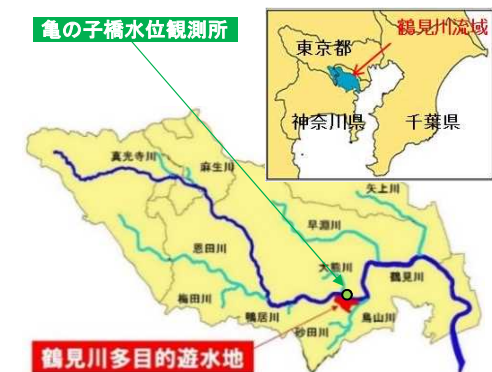 亀の子橋水位観測所
鶴見川流域
東京都
神奈川県
千葉県
真光寺川
麻生川
矢上川
早淵川
恩田川
大熊川
鶴見川
梅田川
鴨居川
鳥山川
砂田川
鶴見川多目的遊水地